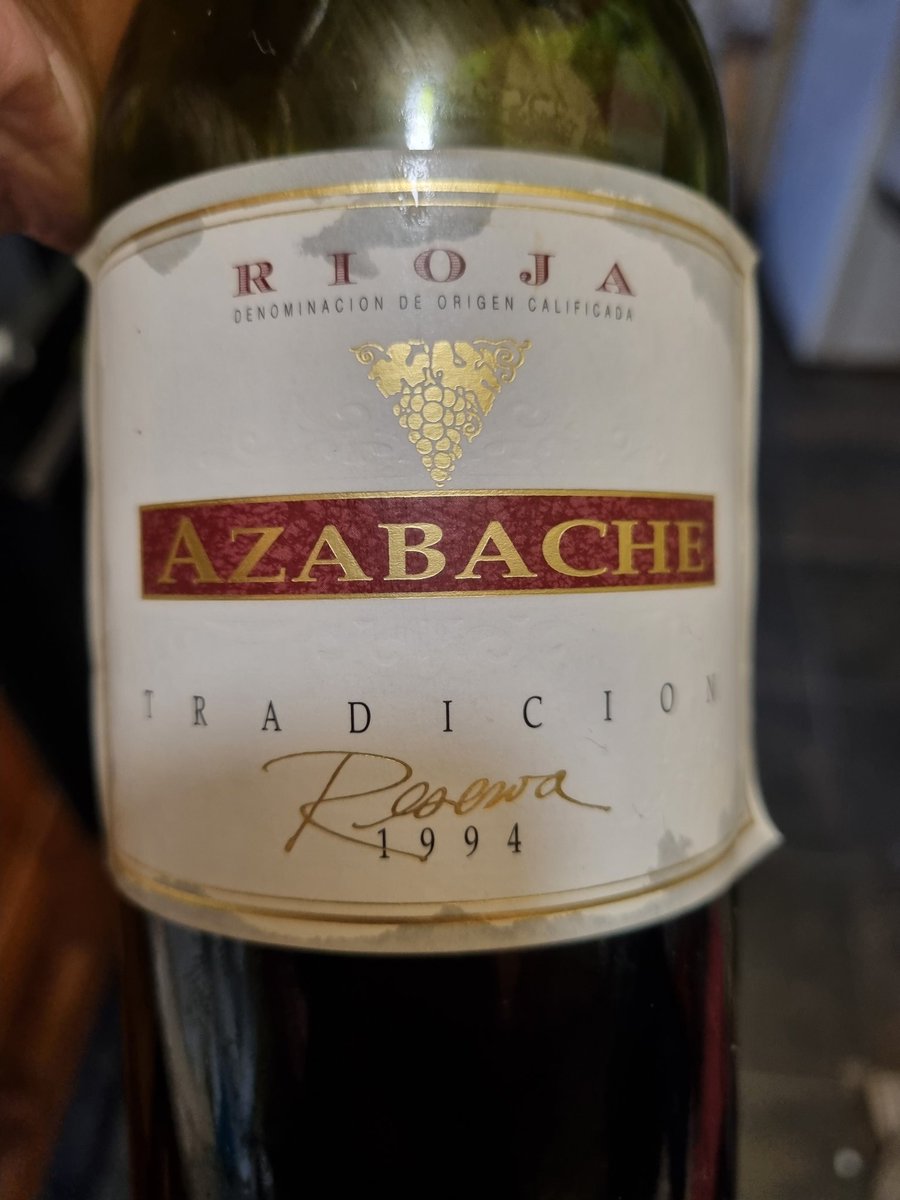 RIOJA
DENOMINACION DE ORIGEN CALIFICADA
AZABACHE
TRADICION
Reserva
1994